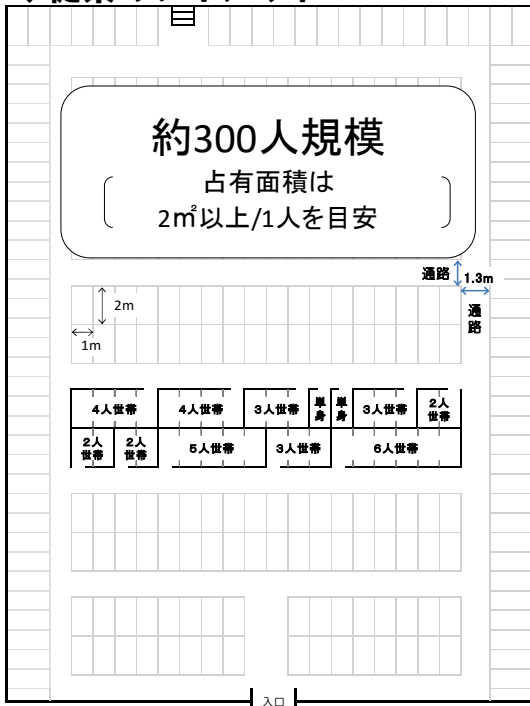 約300人規模
占有面積は
2㎡以上/1人を目安
通路
1.3m
通
路
2m
1m
4人世帯
4人世帯
3人世帯
単
身
単
身
3人世帯
2人
世帯
2人
世帯
2人
世帯
5人世帯
3人世帯
6人世帯
入口